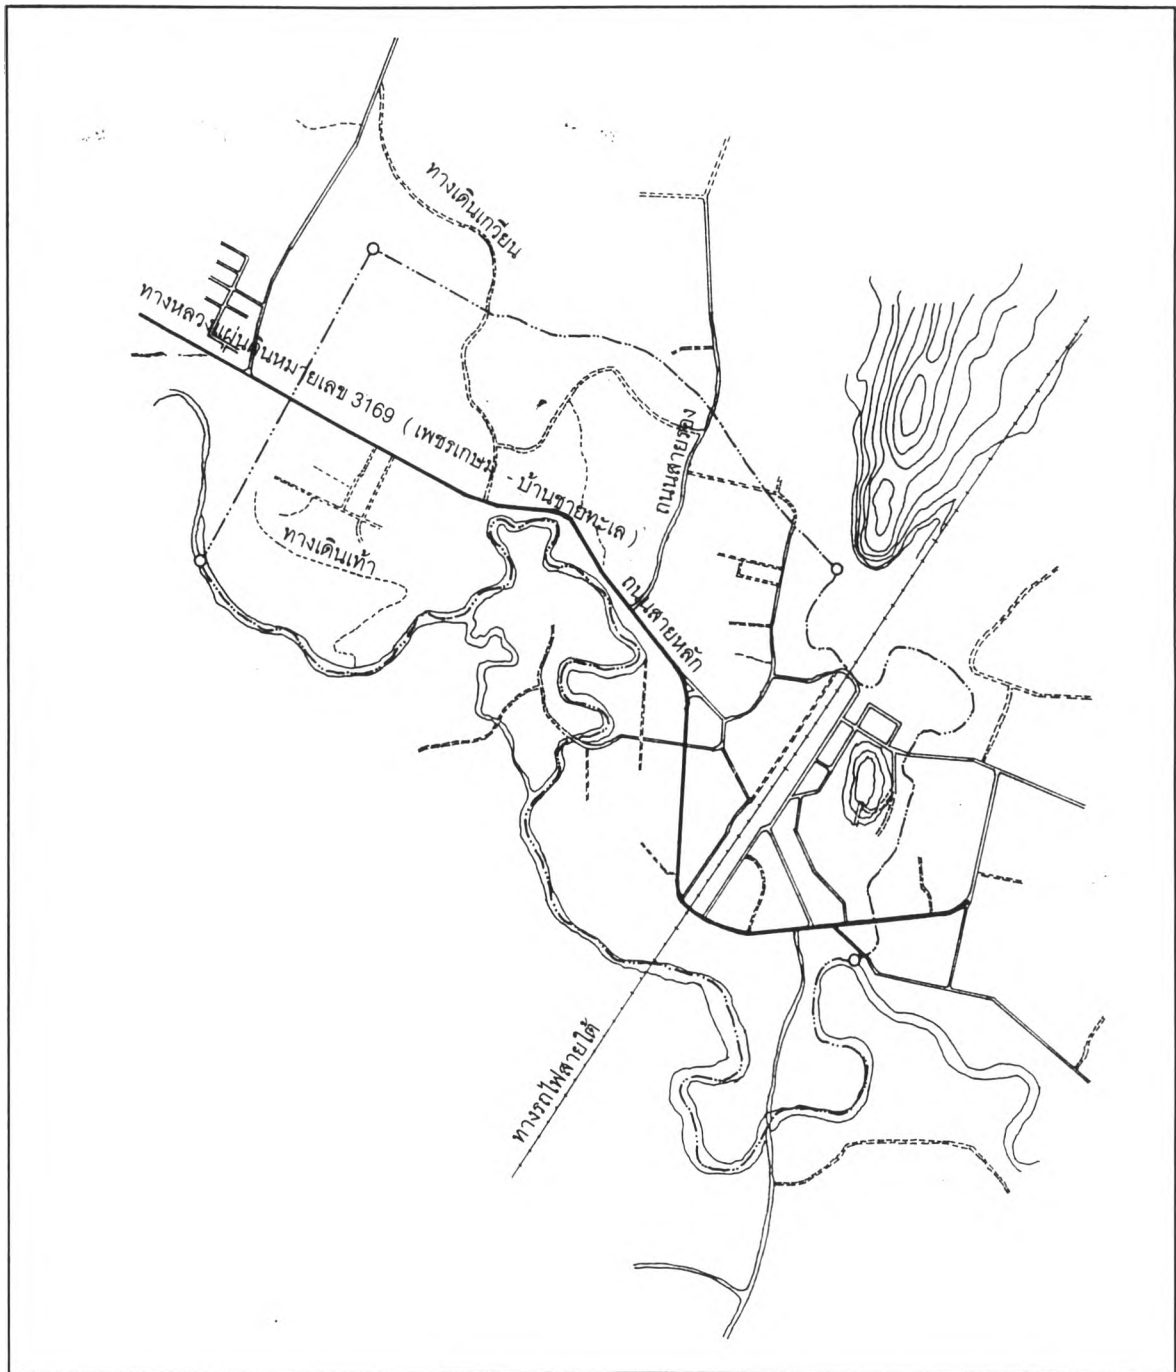 ทางเดินเกวียน
ทางหลวงแผ่นดินหมายเลข 3169 ( เพชรเกษม - บ้านชายทะเล )
ถนนสายรอง
ทางเดินเท้า
ถนนสายหลัก
ทางรถไฟสายใต้